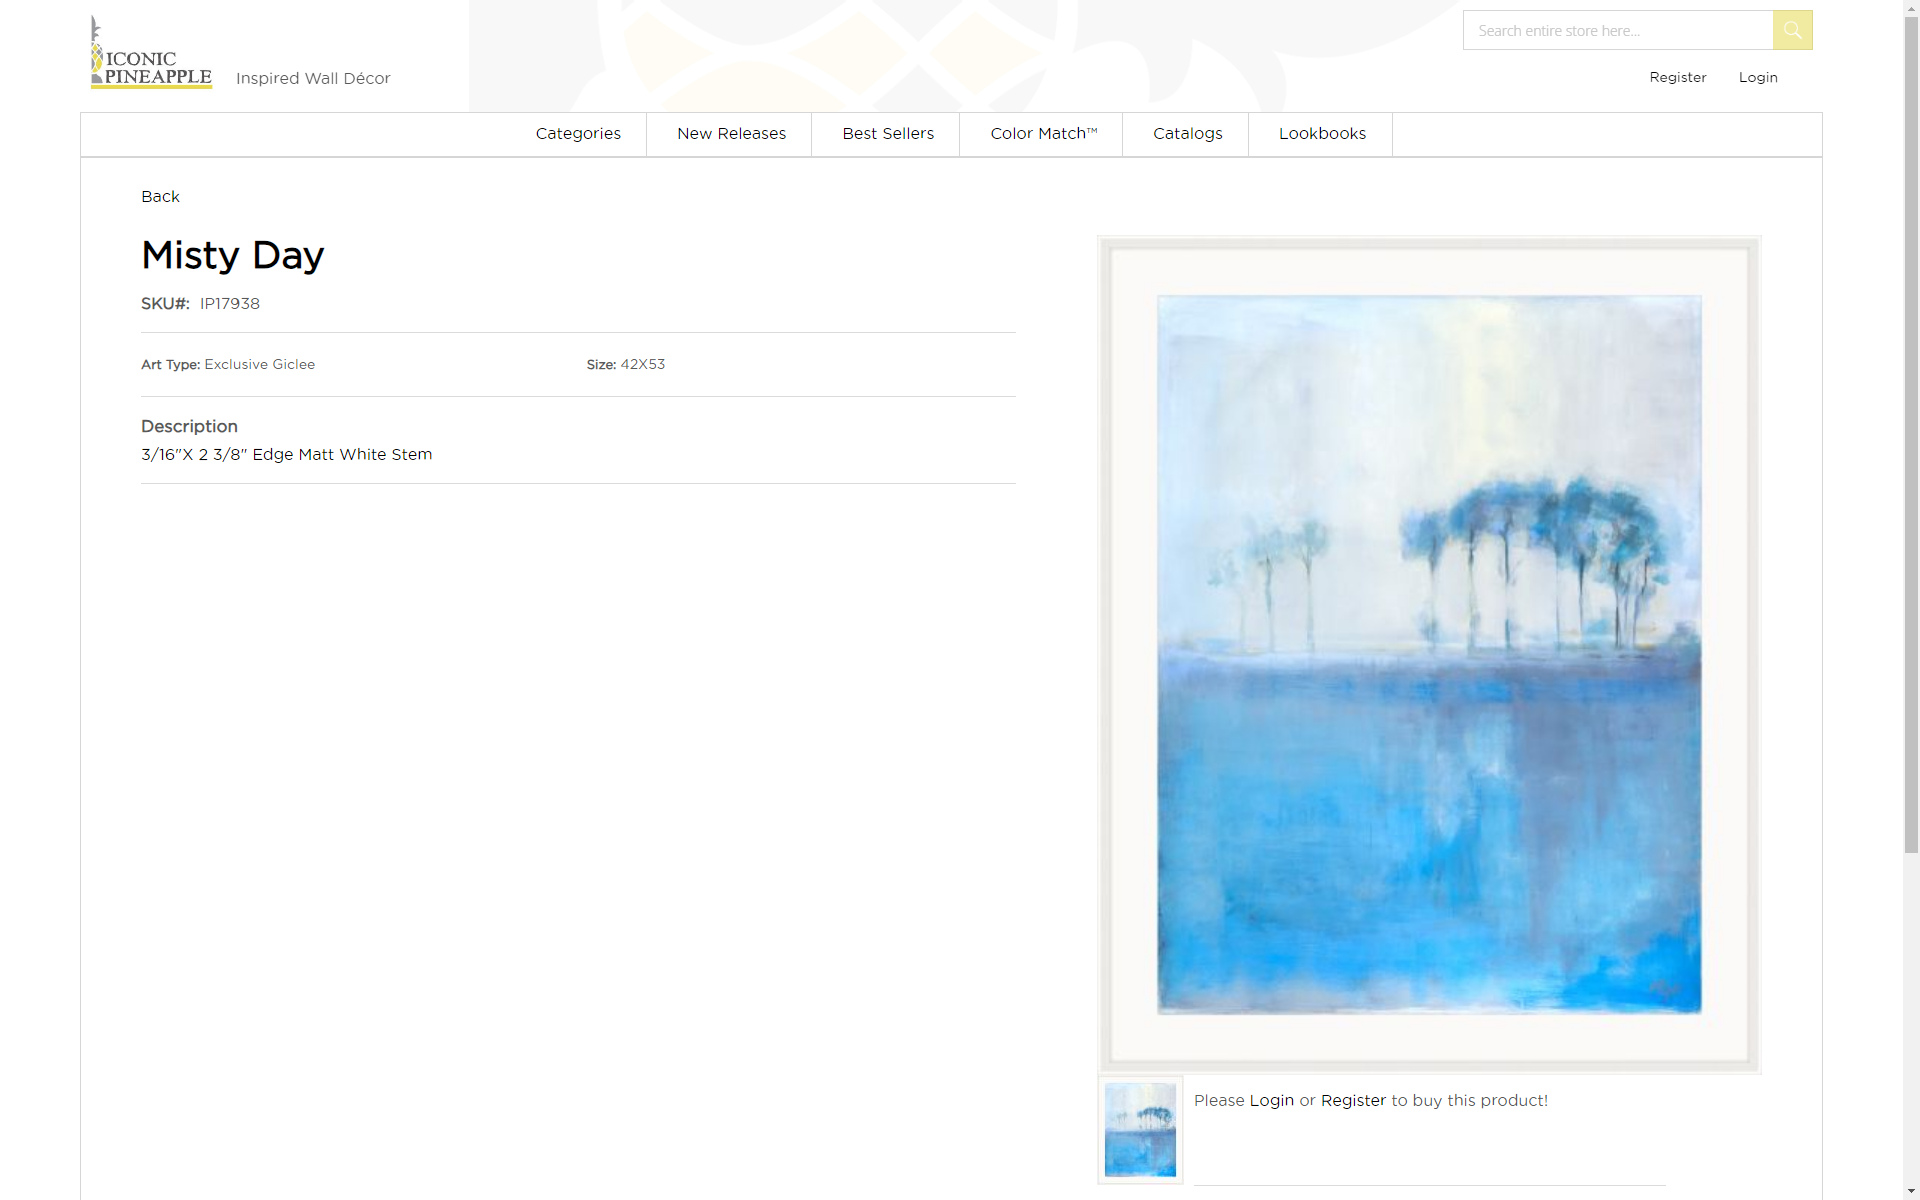 ICONIC
PINEAPPLE
Inspired Wall Décor
Search entire store here...
Register Login
Categories New Releases Best Sellers Color Match™ Catalogs Lookbooks
Back
Misty Day
SKU#: IP17938
Art Type: Exclusive Giclee Size: 42X53
Description
3/16"X 2 3/8" Edge Matt White Stem
Please Login or Register to buy this product!